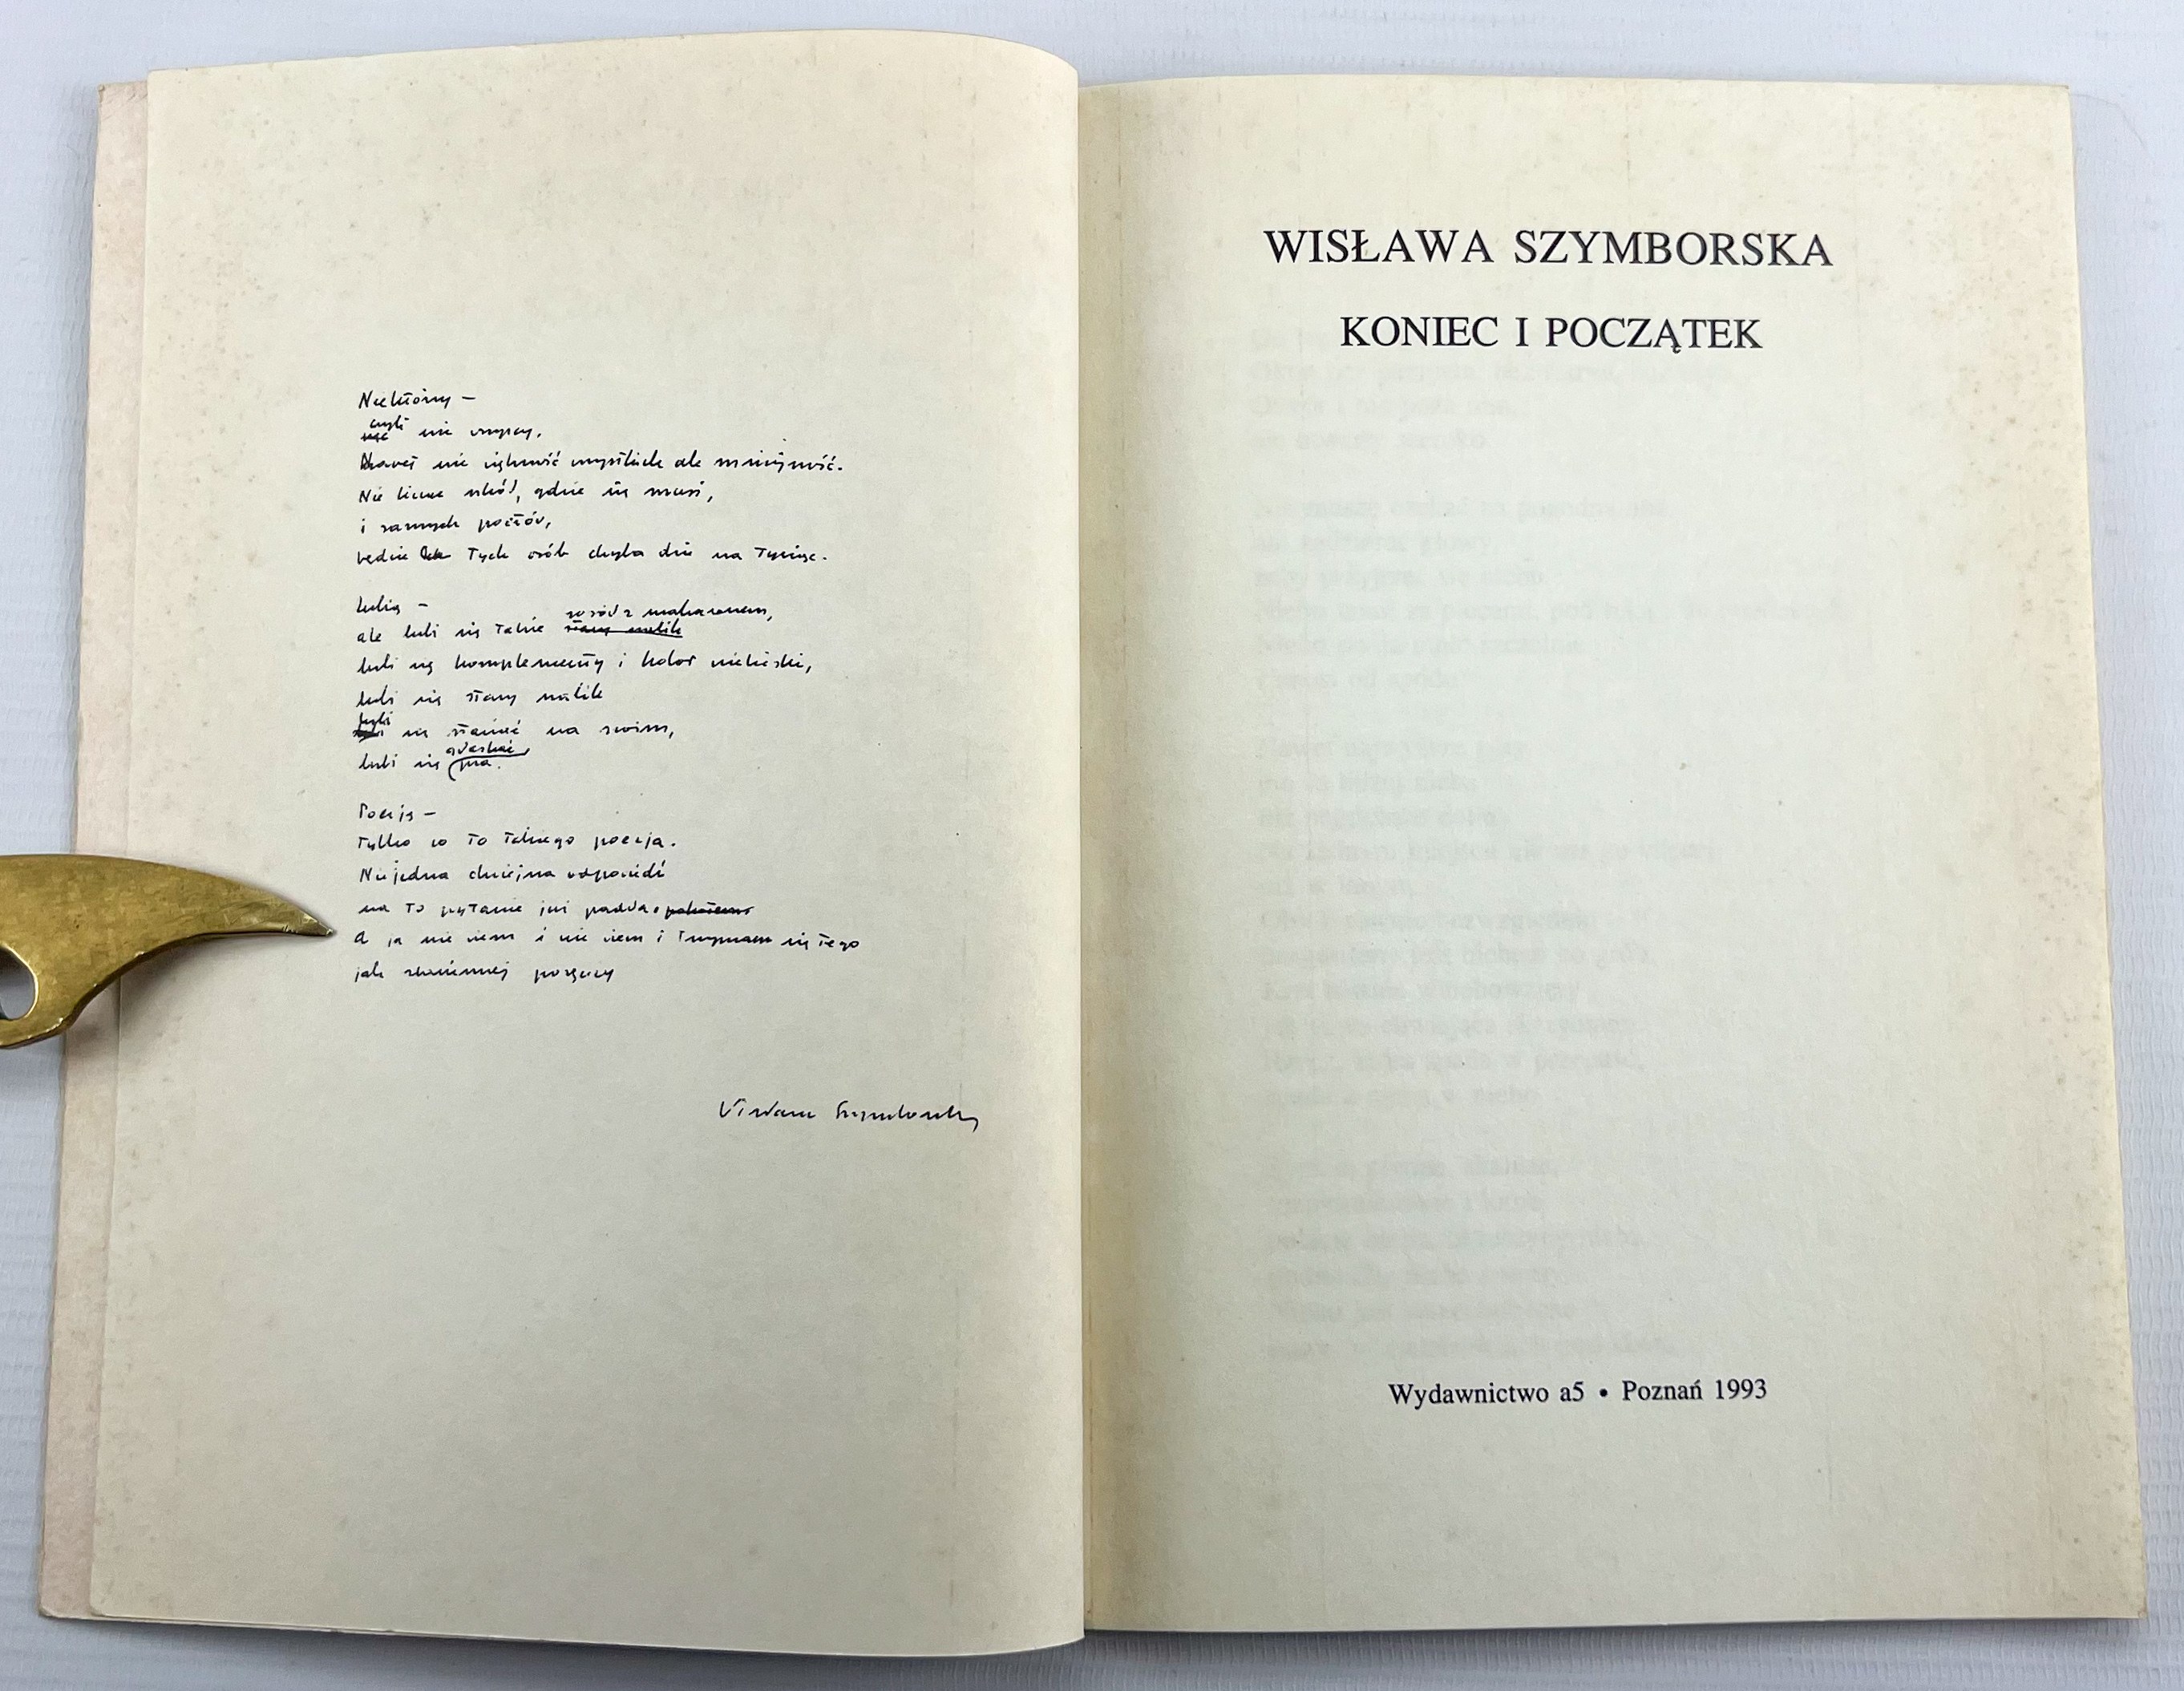 Niektórzy –
czyli nie wszyscy.
Nawet nie większość wszystkich ale mniejszość.
Nie licząc szkół, gdzie się musi,
i samych poetów,
będzie tych osób chyba dwie na tysiąc.
Lubią –
ale lubi się także rosół z makaronem,
stary szalik
lubi się komplementy i kolor niebieski,
lubi się stary szalik
lubi się stawiać na swoim,
lubi się głaskać psa.
Poezję –
tylko co to takiego poezja.
Niejedna chwiejna odpowiedź
na to pytanie już padła.
A ja nie wiem i nie wiem i trzymam się tego
jak zbawiennej poręczy
Wisława Szymborska
WISŁAWA SZYMBORSKA
KONIEC I POCZĄTEK
Wydawnictwo a5 • Poznań 1993